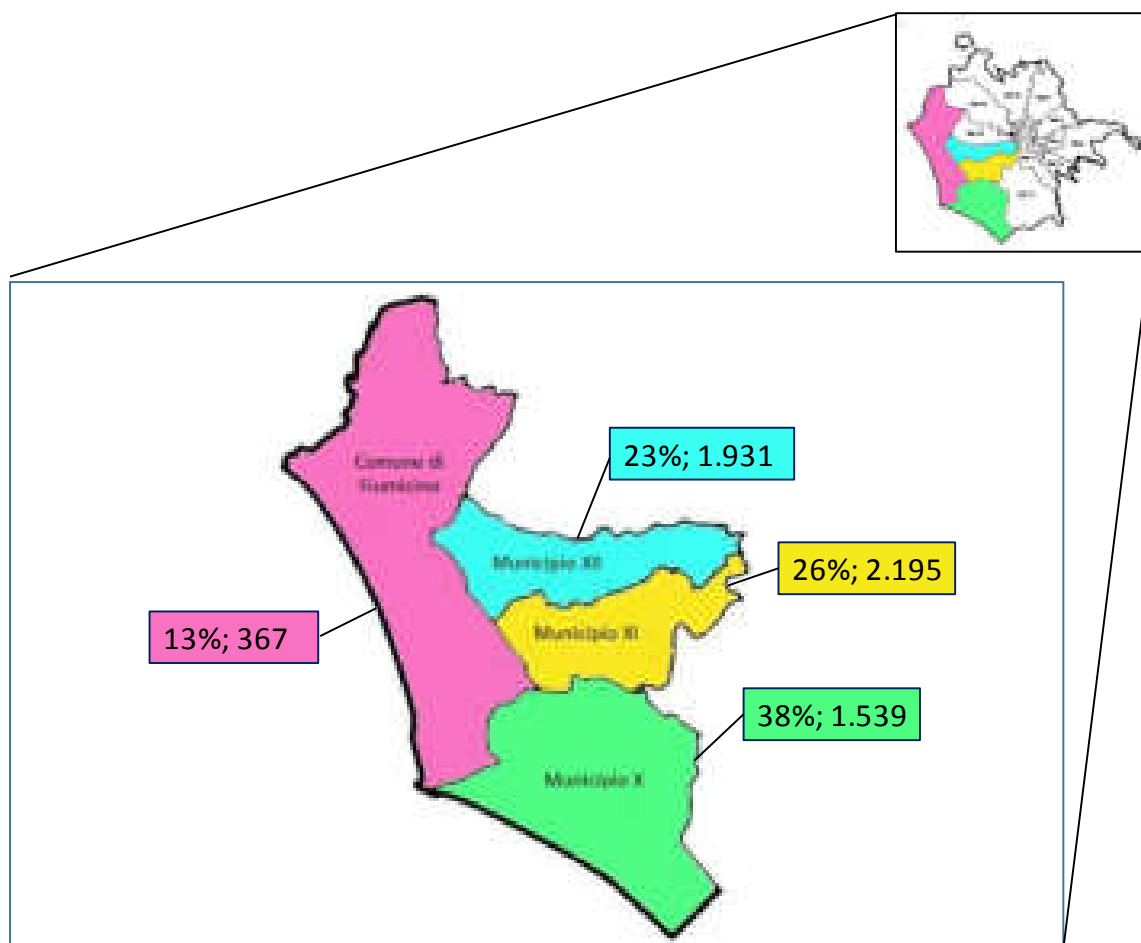 23%; 1.931
Comune di
Fiumicino
Municipio XII
26%; 2.195
13%; 367
Municipio XI
38%; 1.539
Municipio X